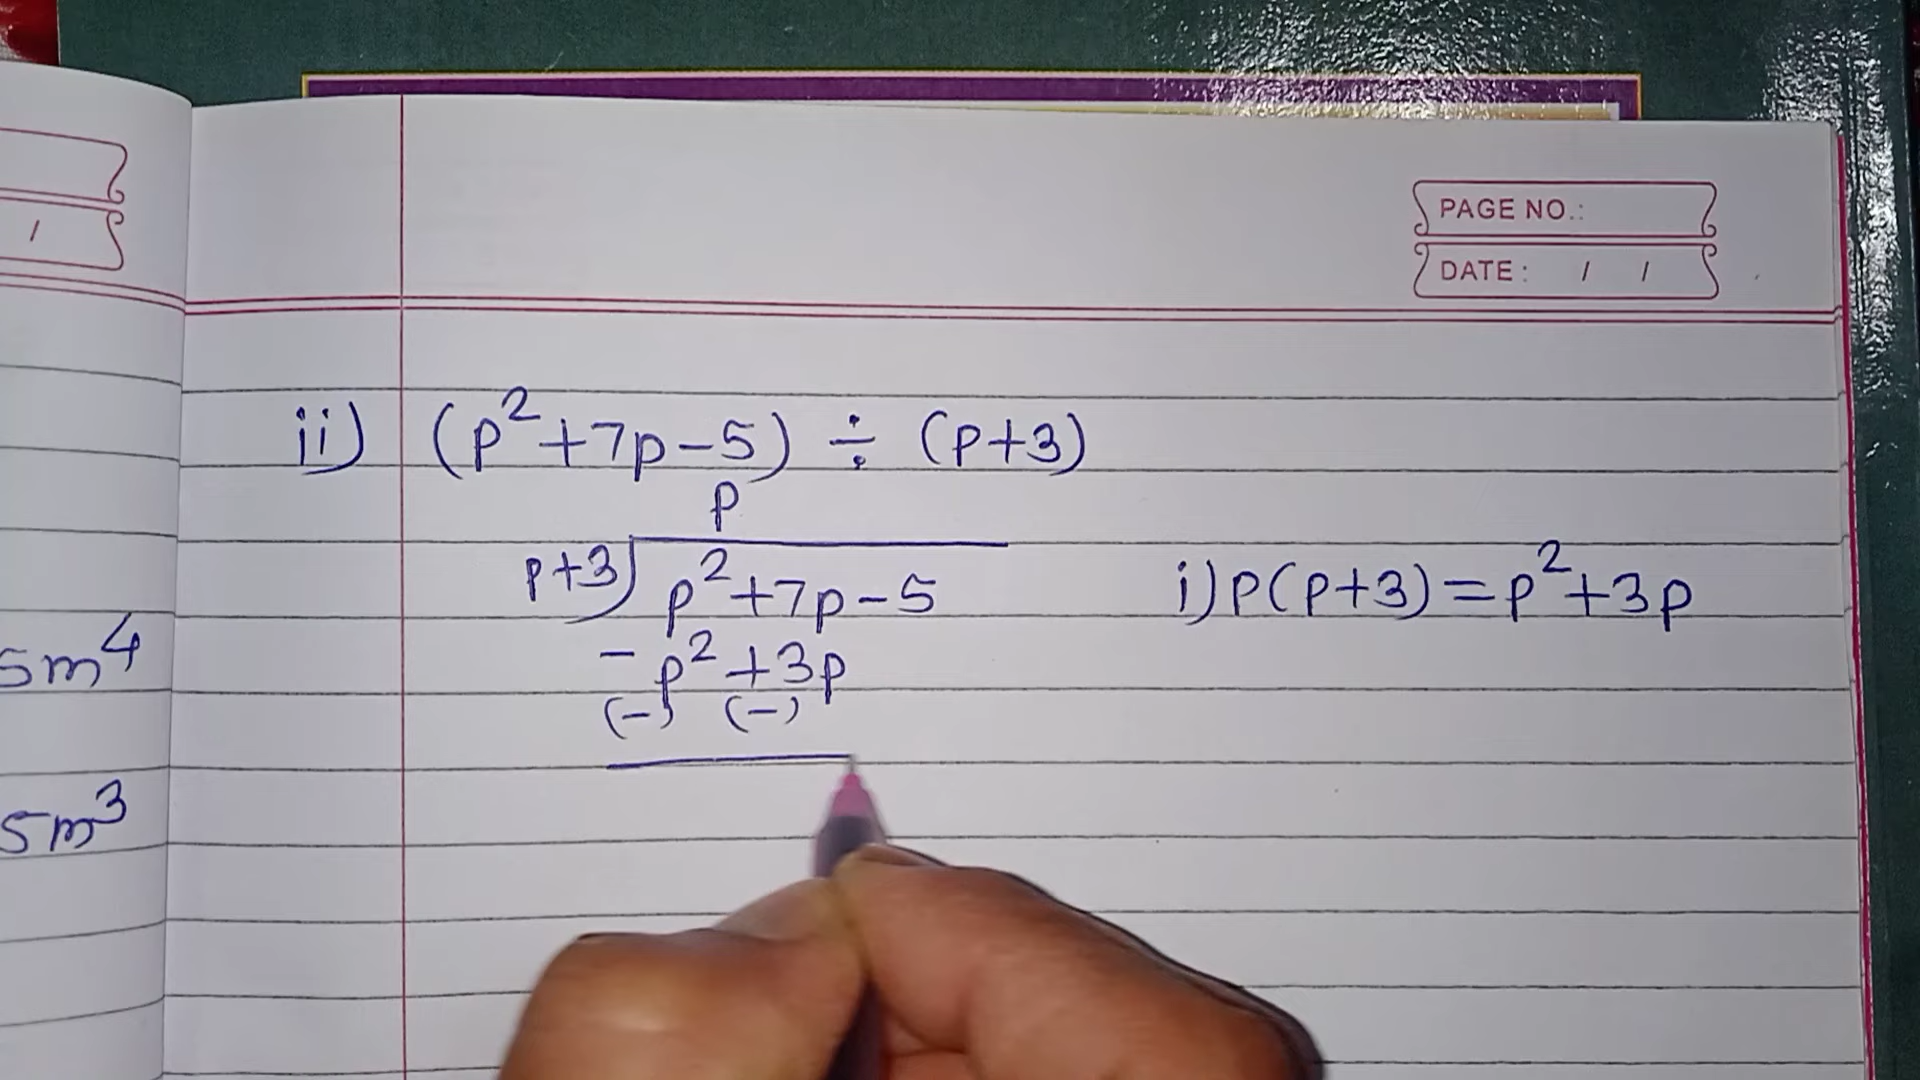 PAGE NO.:
DATE: / /
/
ii) (p²+7p-5) ÷ (p+3)
p
p+3) p²+7p-5
i) p(p+3) = p²+3p
- p² +3p
(-) (-)
5m⁴
5m³